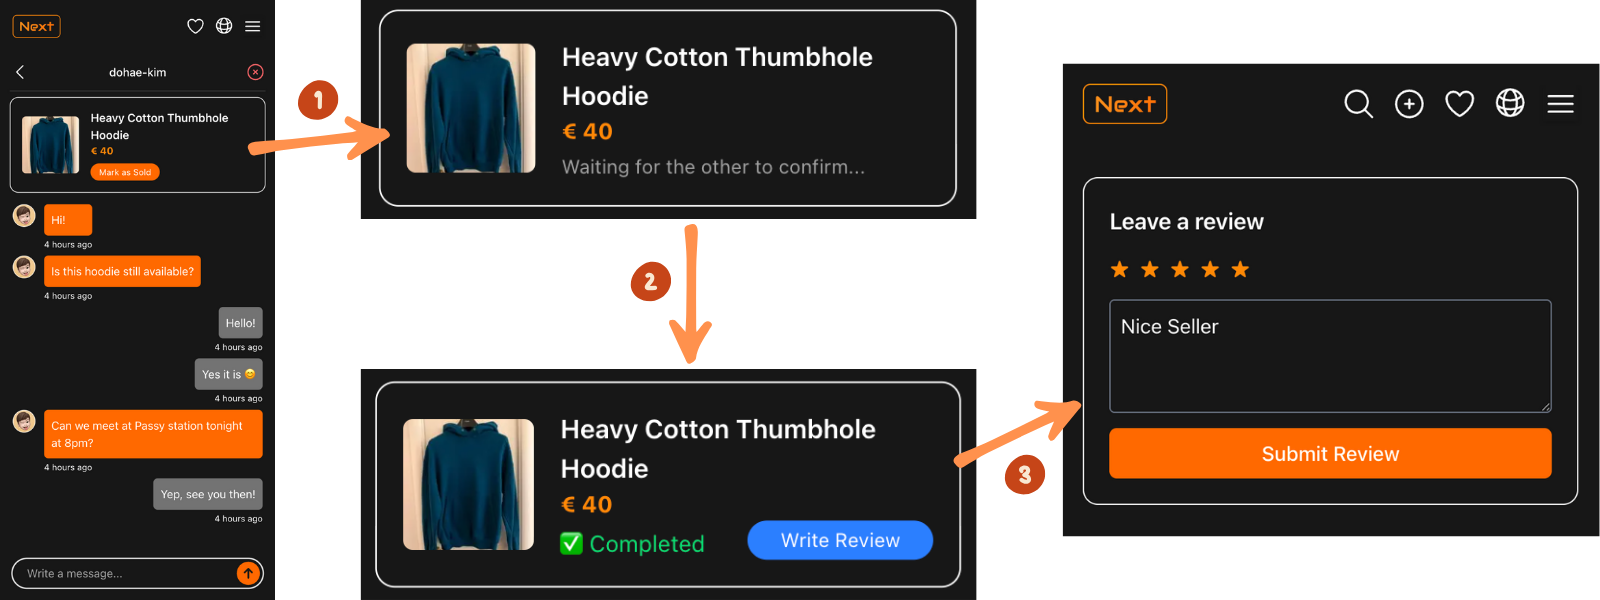 Next
dohae-kim
Heavy Cotton Thumbhole
Hoodie
€ 40
Mark as Sold
Hi!
4 hours ago
Is this hoodie still available?
4 hours ago
Hello!
4 hours ago
Yes it is 😊
4 hours ago
Can we meet at Passy station tonight
at 8pm?
4 hours ago
Yep, see you then!
4 hours ago
Write a message...
1
Heavy Cotton Thumbhole
Hoodie
€ 40
Waiting for the other to confirm...
2
Heavy Cotton Thumbhole
Hoodie
€ 40
✅ Completed
Write Review
3
Next
Leave a review
★ ★ ★ ★ ★
Nice Seller
Submit Review